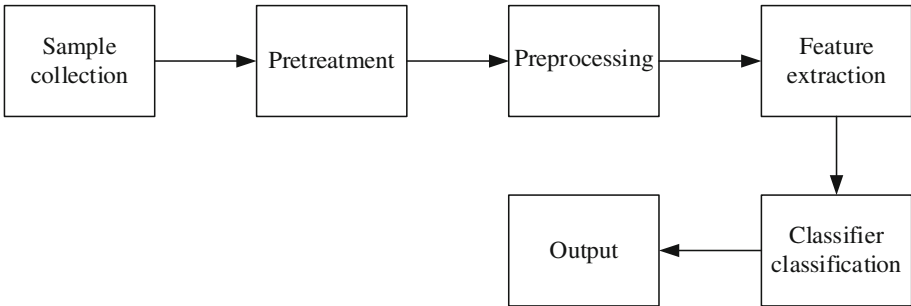 Sample
collection
Pretreatment
Preprocessing
Feature
extraction
Output
Classifier
classification